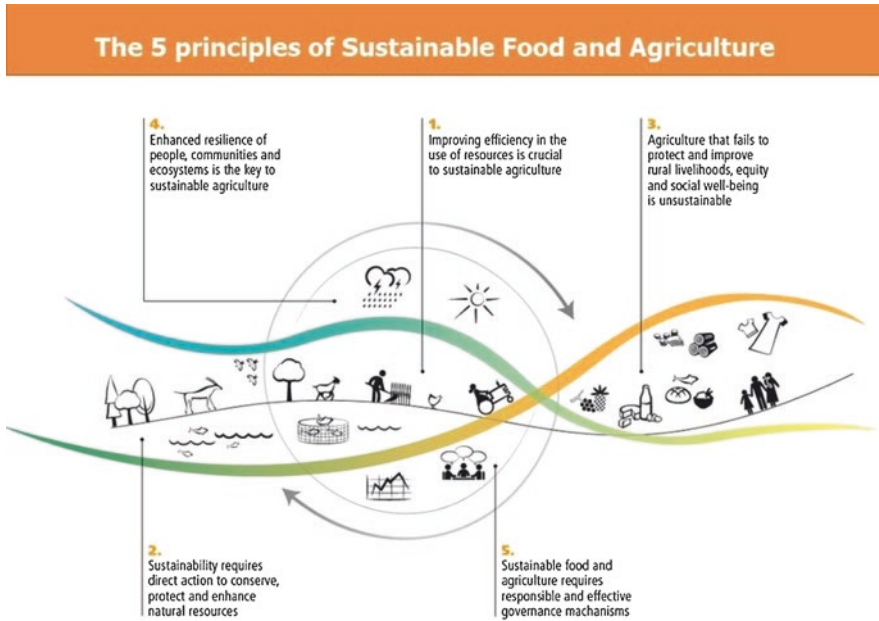 The 5 principles of Sustainable Food and Agriculture
4.
Enhanced resilience of
people, communities and
ecosystems is the key to
sustainable agriculture
1.
Improving efficiency in the
use of resources is crucial
to sustainable agriculture
3.
Agriculture that fails to
protect and improve
rural livelihoods, equity
and social well-being
is unsustainable
2.
Sustainability requires
direct action to conserve,
protect and enhance
natural resources
5.
Sustainable food and
agriculture requires
responsible and effective
governance machanisms